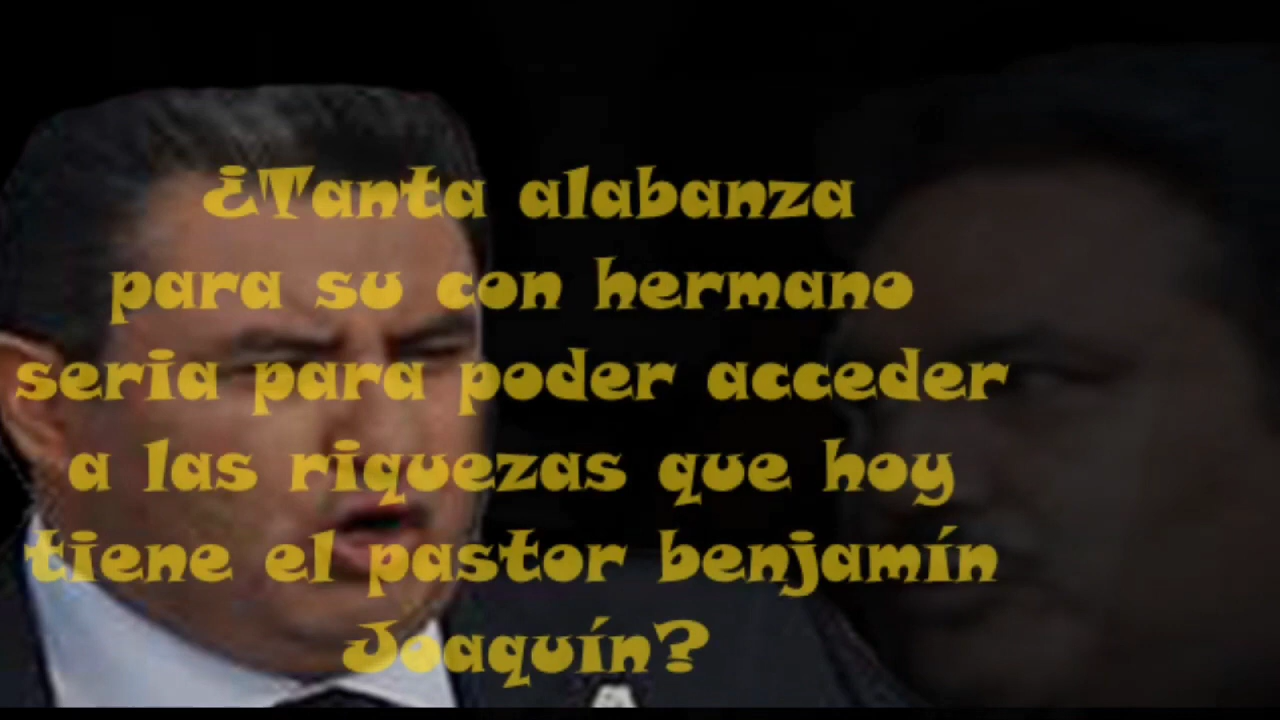 ¿Tanta alabanza
para su con hermano
seria para poder acceder
a las riquezas que hoy
tiene el pastor benjamín
Joaquín?